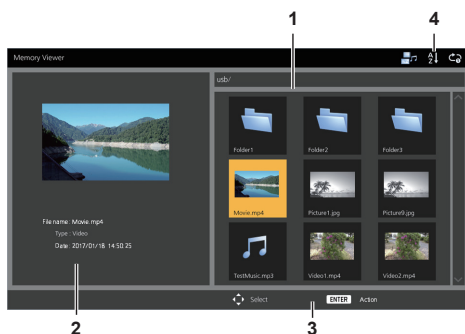 1
4
Memory Viewer
A
Z
usb/
Folder1
Folder2
Folder3
Movie.mp4
Picture1.jpg
Picture9.jpg
File name : Movie.mp4
Type : Video
Date : 2017/01/18 14:50:25
TestMusic.mp3
Video1.mp4
Video2.mp4
Select
ENTER
Action
2
3